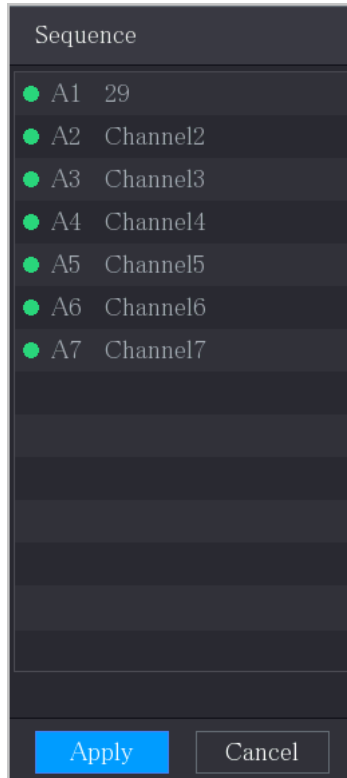 Sequence
A1 29
A2 Channel2
A3 Channel3
A4 Channel4
A5 Channel5
A6 Channel6
A7 Channel7
Apply Cancel